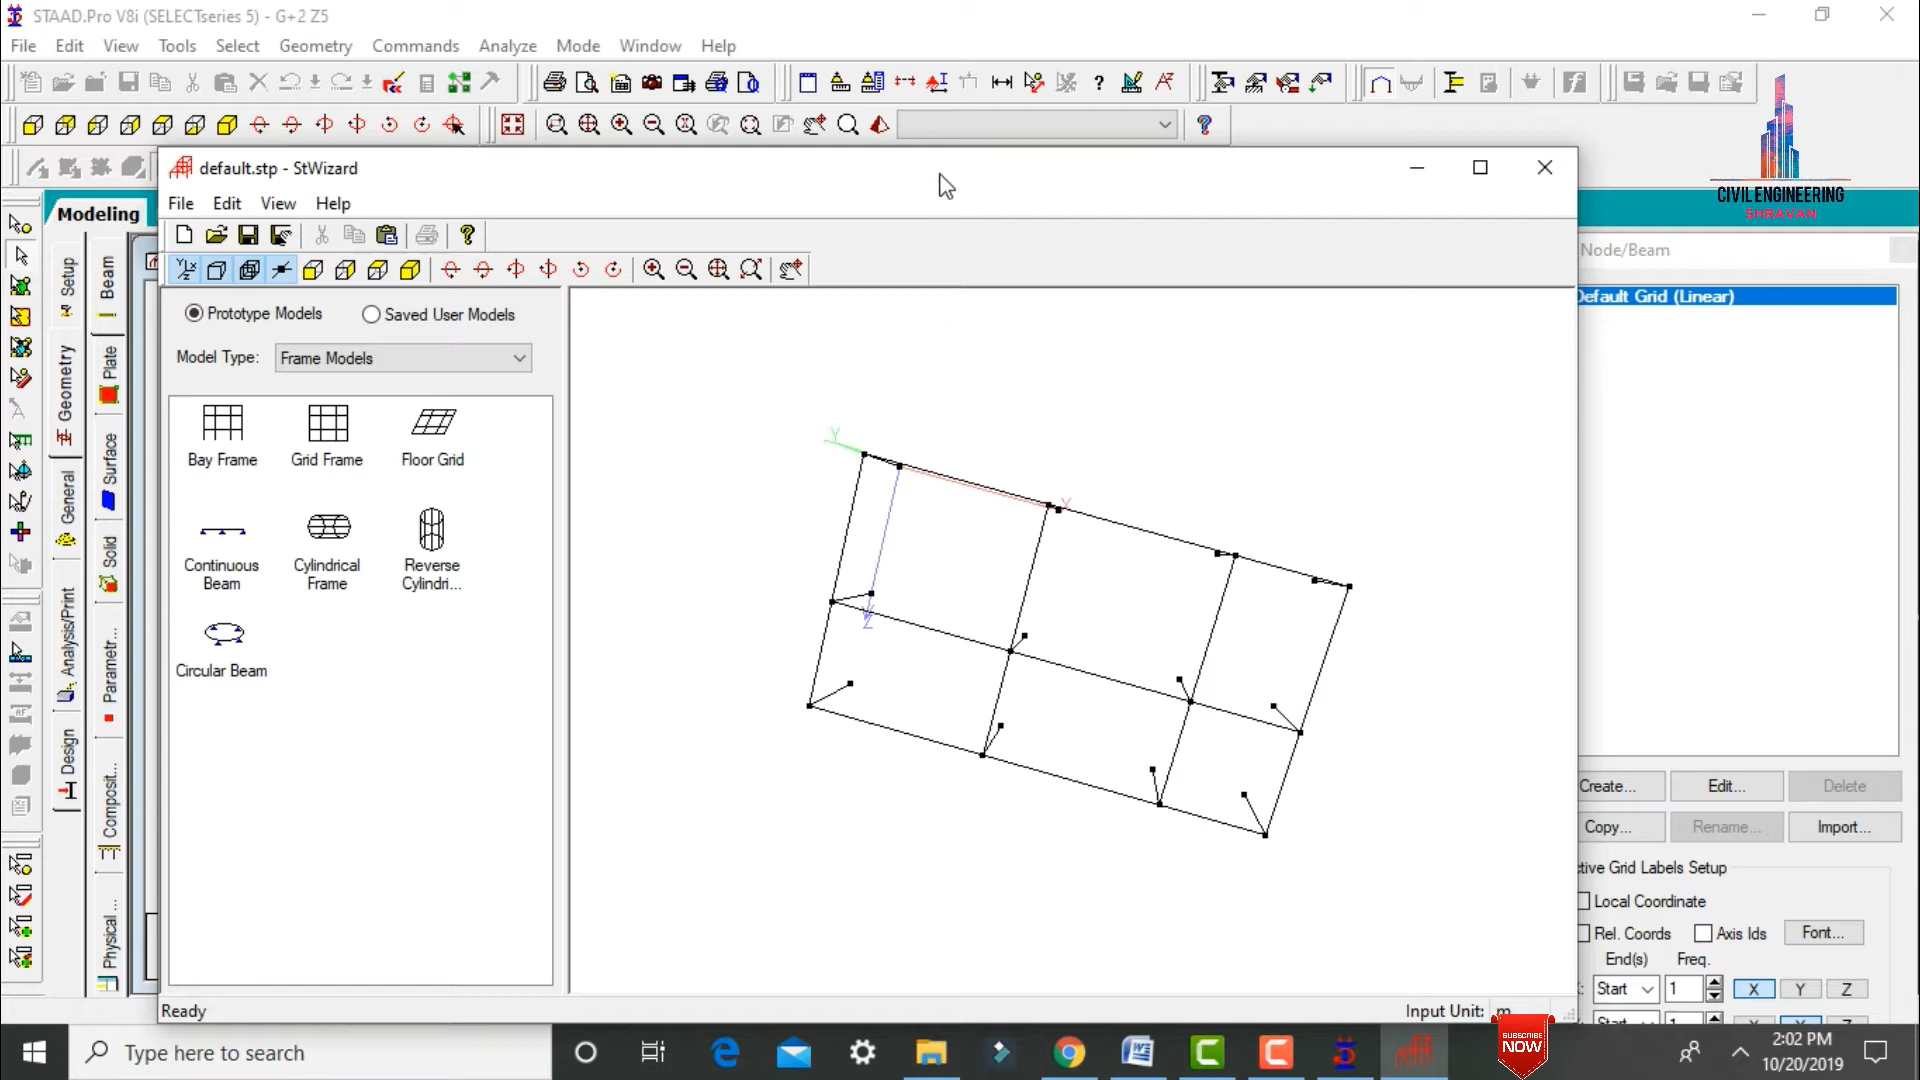 STAAD.Pro V8i (SELECTseries 5) - G+2 Z5
File Edit View Tools Select Geometry Commands Analyze Mode Window Help
CIVIL ENGINEERING
SHRAVAN
default.stp - StWizard
File Edit View Help
Modeling
Setup
Geometry
General
Analysis/Print
Design
Beam
Plate
Surface
Solid
Parametr...
Composit...
Physical ...
Prototype Models
Saved User Models
Model Type: Frame Models
Bay Frame
Grid Frame
Floor Grid
Continuous
Beam
Cylindrical
Frame
Reverse
Cylindri...
Circular Beam
Y
X
Z
Node/Beam
Default Grid (Linear)
Create...
Edit...
Delete
Copy...
Rename...
Import...
ctive Grid Labels Setup
Local Coordinate
Rel. Coords
Axis Ids
Font...
End(s)
Freq.
Start
1
X
Y
Z
Ready
Input Unit: m
SUBSCRIBE
NOW
Type here to search
2:02 PM
10/20/2019